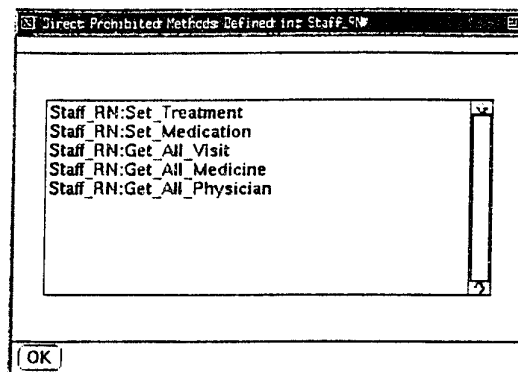 Direct Prohibited Methods Defined in: Staff_RN#
Staff_RN:Set_Treatment
Staff_RN:Set_Medication
Staff_RN:Get_All_Visit
Staff_RN:Get_All_Medicine
Staff_RN:Get_All_Physician
OK